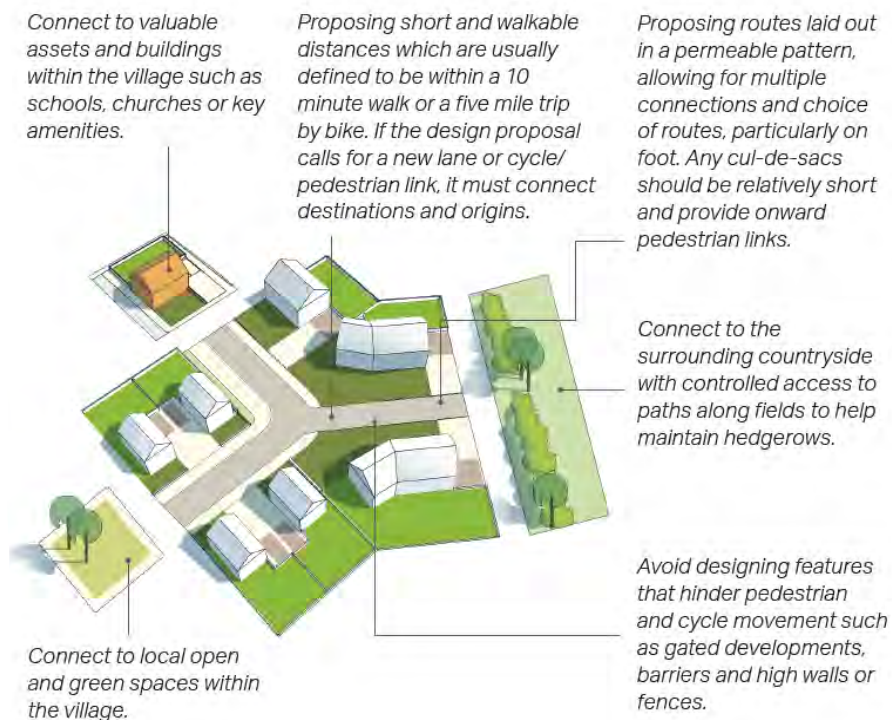 Connect to valuable
assets and buildings
within the village such as
schools, churches or key
amenities.
Proposing short and walkable
distances which are usually
defined to be within a 10
minute walk or a five mile trip
by bike. If the design proposal
calls for a new lane or cycle/
pedestrian link, it must connect
destinations and origins.
Proposing routes laid out
in a permeable pattern,
allowing for multiple
connections and choice
of routes, particularly on
foot. Any cul-de-sacs
should be relatively short
and provide onward
pedestrian links.
Connect to the
surrounding countryside
with controlled access to
paths along fields to help
maintain hedgerows.
Avoid designing features
that hinder pedestrian
and cycle movement such
as gated developments,
barriers and high walls or
fences.
Connect to local open
and green spaces within
the village.